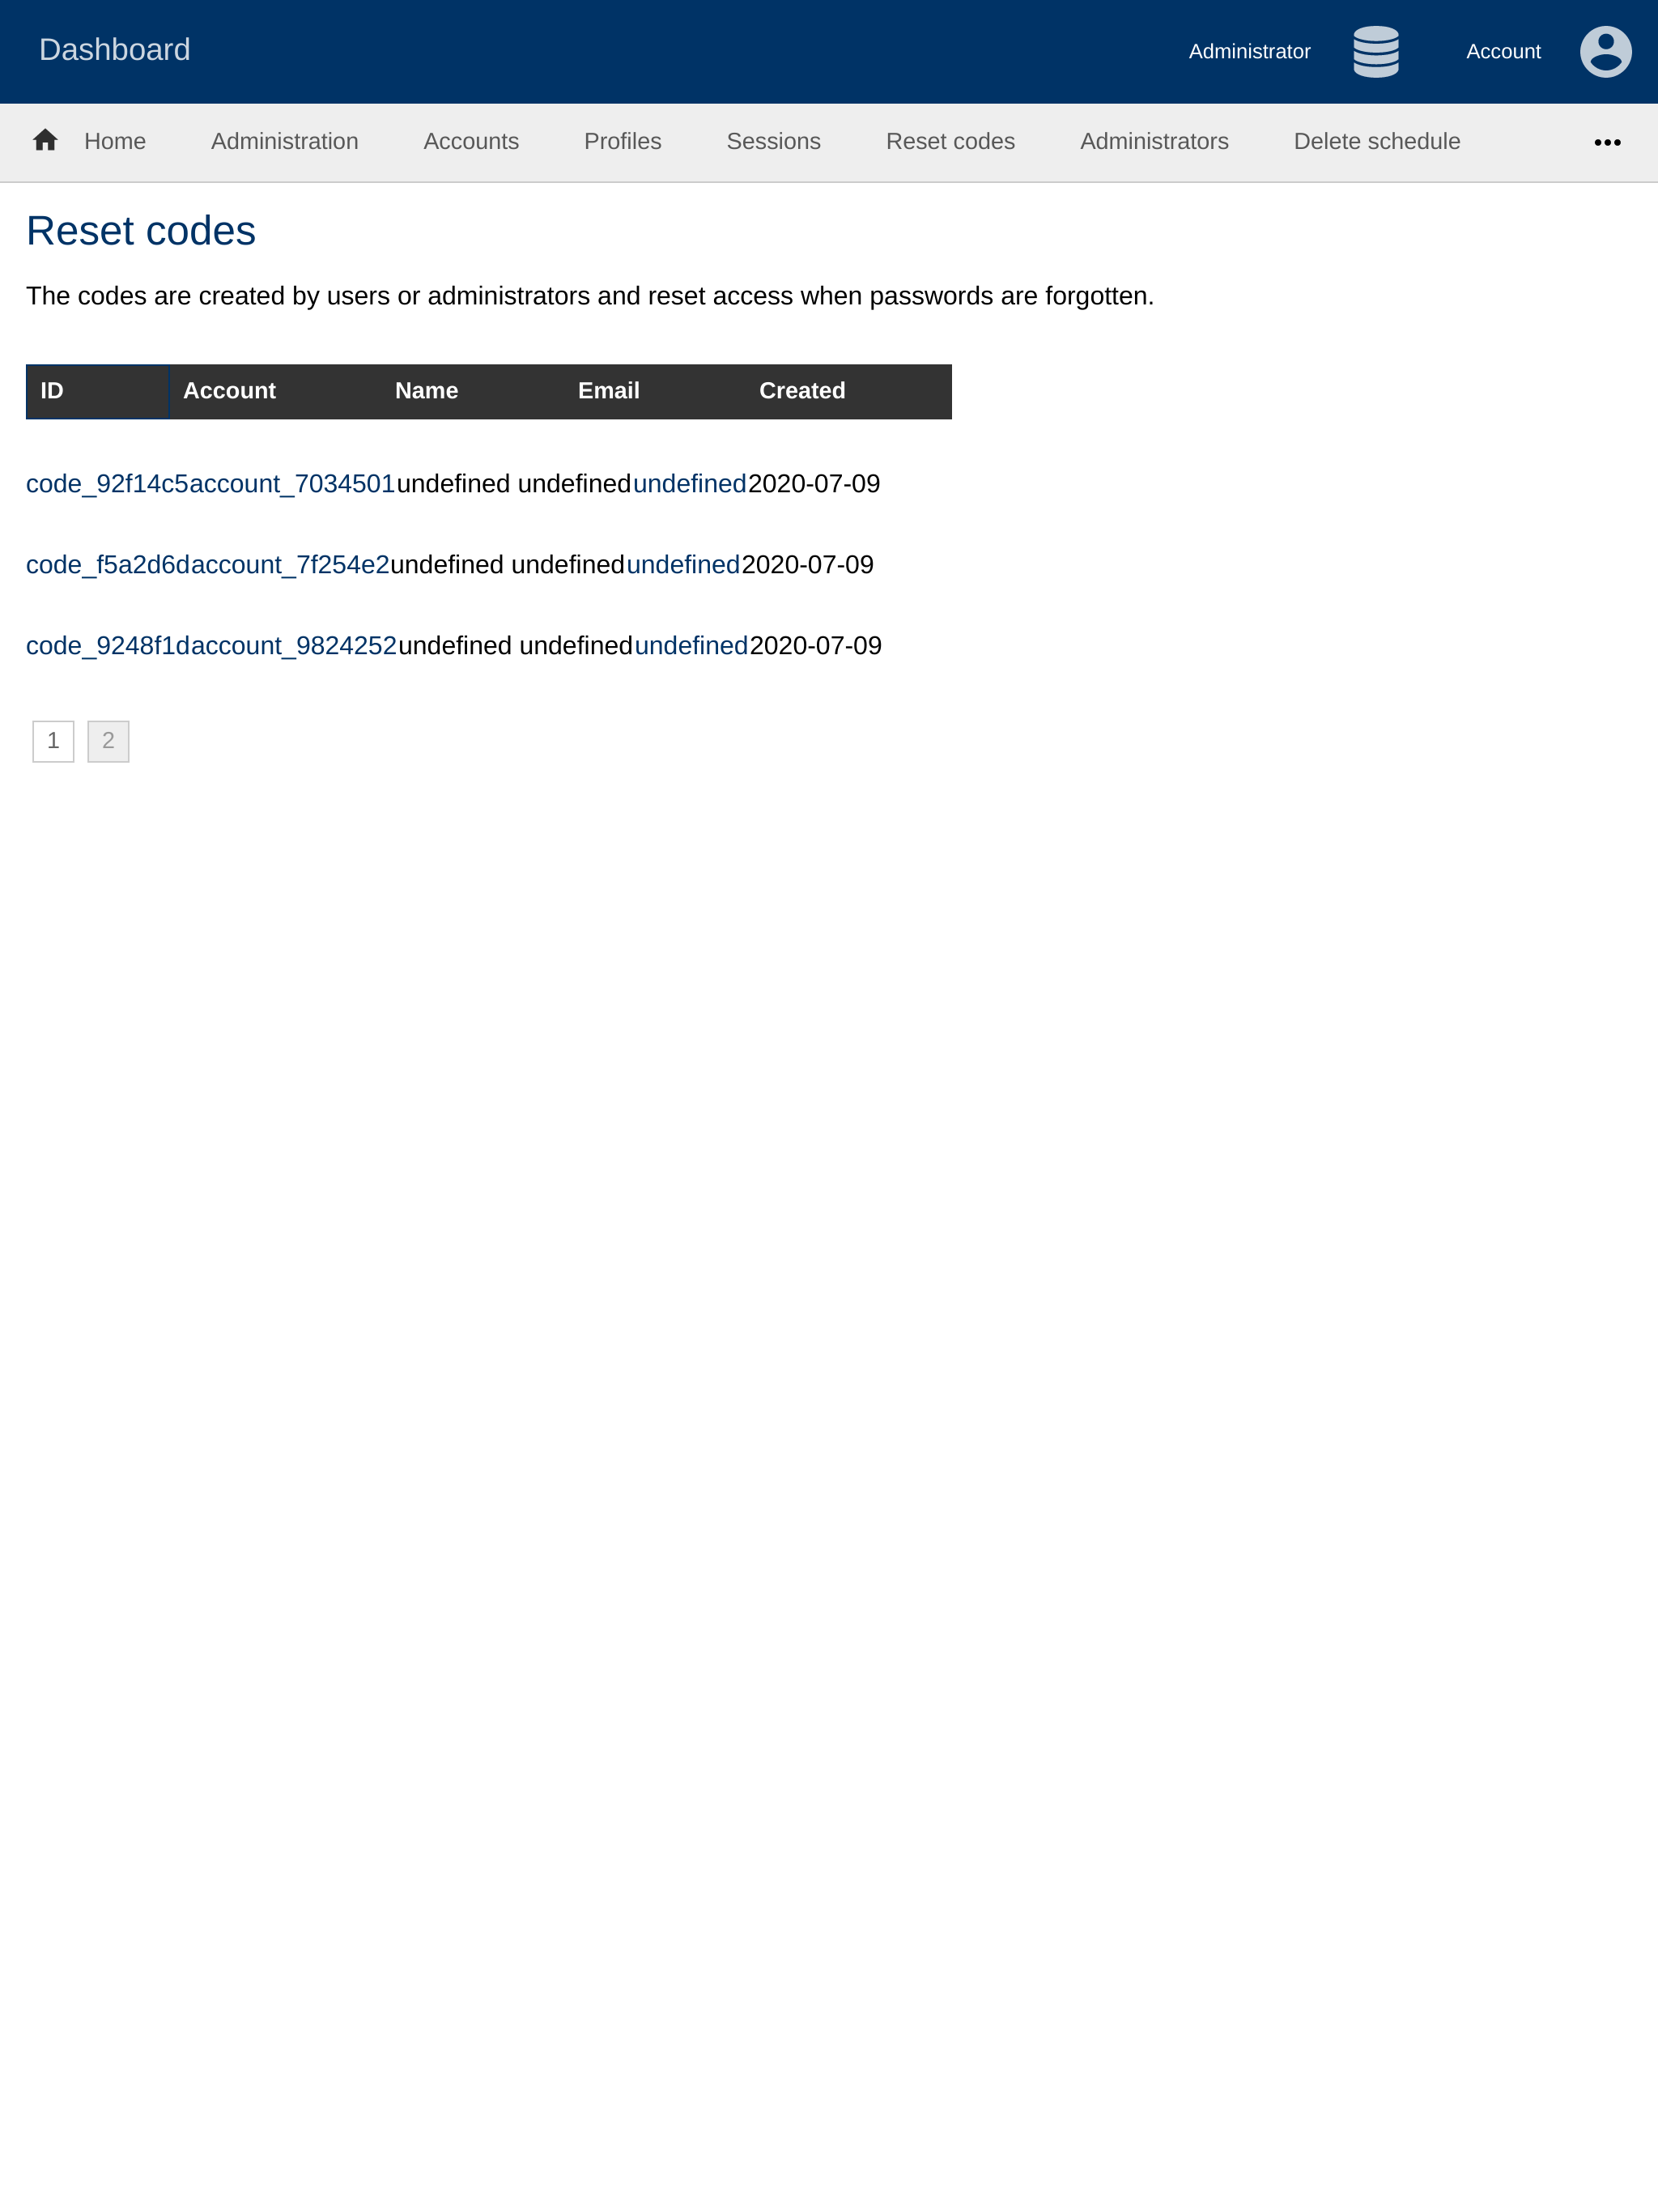 Dashboard Administrator Account
Home Administration Accounts Profiles Sessions Reset codes Administrators Delete schedule
Reset codes
The codes are created by users or administrators and reset access when passwords are forgotten.
ID Account Name Email Created
code_92f14c5account_7034501undefined undefinedundefined2020-07-09
code_f5a2d6daccount_7f254e2undefined undefinedundefined2020-07-09
code_9248f1daccount_9824252undefined undefinedundefined2020-07-09
1 2